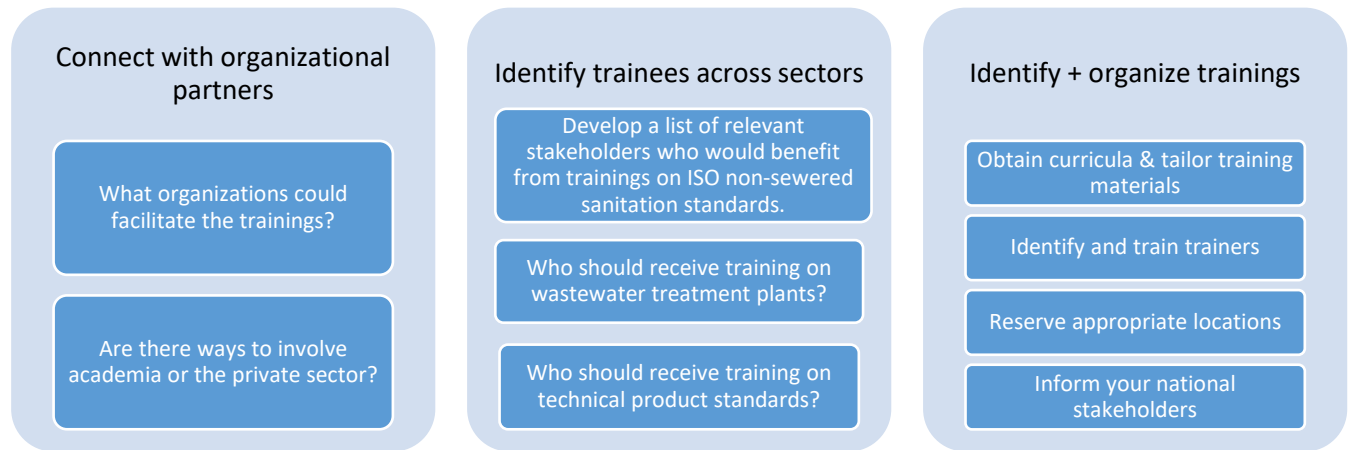 Connect with organizational
partners
What organizations could
facilitate the trainings?
Are there ways to involve
academia or the private sector?
Identify trainees across sectors
Develop a list of relevant
stakeholders who would benefit
from trainings on ISO non-sewered
sanitation standards.
Who should receive training on
wastewater treatment plants?
Who should receive training on
technical product standards?
Identify + organize trainings
Obtain curricula & tailor training
materials
Identify and train trainers
Reserve appropriate locations
Inform your national
stakeholders